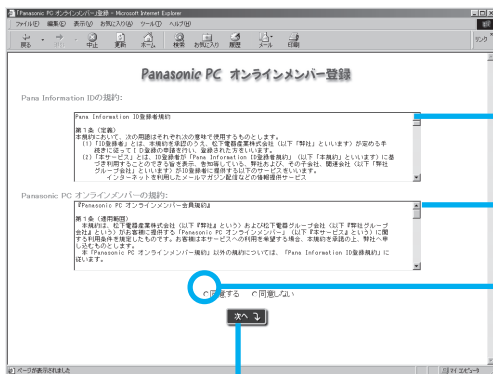 『Panasonic PC オンラインメンバー』登録 - Microsoft Internet Explorer
ファイル(F) 編集(E) 表示(V) お気に入り(A) ツール(T) ヘルプ(H)
戻る 進む 中止 更新 ホーム 検索 お気に入り 履歴 メール 印刷 リンク
Panasonic PC オンラインメンバー登録
Pana Information IDの規約:
Pana Information ID登録者規約
第1条(定義)
本規約において、次の用語はそれぞれ次の意味で使用するものとします。
(1)「ID登録者」とは、本規約を承認のうえ、松下電器産業株式会社(以下「弊社」といいます)が定める手
続きに従ってID登録の申請を行い、登録された方をいいます。
(2)「本サービス」とは、ID登録者が「Pana Information ID登録者規約」(以下「本規約」といいます)に基
づき利用することのできる旨を表示、告知等している、弊社および、その子会社、関連会社(以下「弊社
グループ会社」といいます)がID登録者に提供する以下のサービスをいいます。
インターネットを利用したメールマガジン配信などの情報提供サービス
Panasonic PC オンラインメンバーの規約:
『Panasonic PC オンラインメンバー会員規約』
第1条(適用範囲)
本規約は、松下電器産業株式会社(以下『弊社』という)および松下電器グループ会社(以下『弊社グループ
会社』という)がお客様に提供する「Panasonic PC オンラインメンバー」(以下『本サービス』という)に関
する利用条件を規定したものです。お客様は本サービスへの利用を希望する場合、本規約を承諾の上、弊社へ申
し込むものとします。
本『Panasonic PC オンラインメンバー規約』以外の規約については、『Pana Information ID登録規約』に
従います。
同意する 同意しない
次へ
ページが表示されました マイ コンピュータ